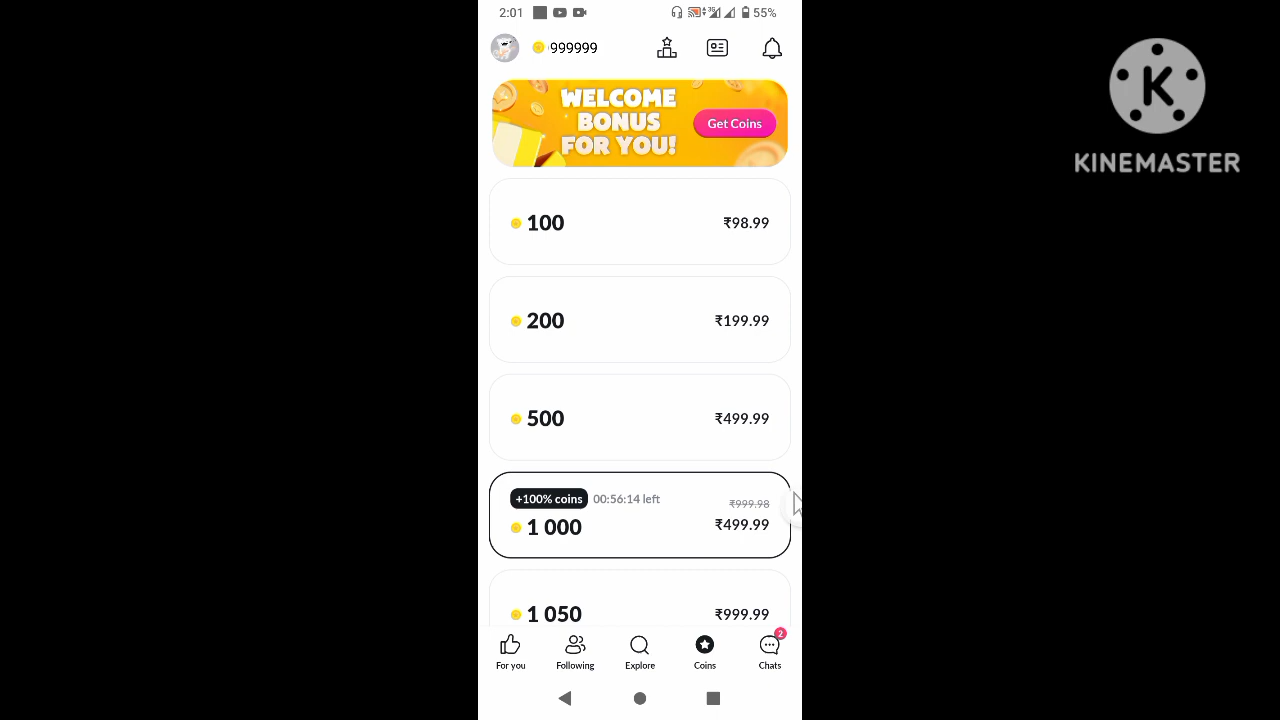 2:01
3G
55%
999999
WELCOME
BONUS
FOR YOU!
Get Coins
K
KINEMASTER
100 ₹98.99
200 ₹199.99
500 ₹499.99
+100% coins 00:56:14 left ₹999.98
1 000 ₹499.99
1 050 ₹999.99
2
For you Following Explore Coins Chats